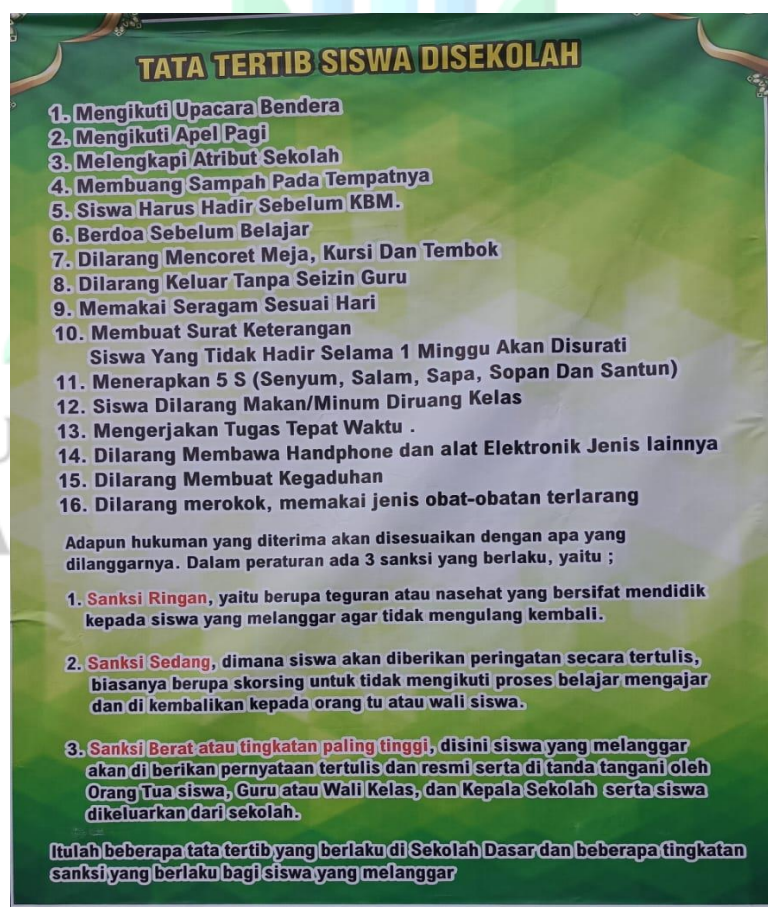 TATA TERTIB SISWA DISEKOLAH
1. Mengikuti Upacara Bendera
2. Mengikuti Apel Pagi
3. Melengkapi Atribut Sekolah
4. Membuang Sampah Pada Tempatnya
5. Siswa Harus Hadir Sebelum KBM.
6. Berdoa Sebelum Belajar
7. Dilarang Mencoret Meja, Kursi Dan Tembok
8. Dilarang Keluar Tanpa Seizin Guru
9. Memakai Seragam Sesuai Hari
10. Membuat Surat Keterangan
Siswa Yang Tidak Hadir Selama 1 Minggu Akan Disurati
11. Menerapkan 5 S (Senyum, Salam, Sapa, Sopan Dan Santun)
12. Siswa Dilarang Makan/Minum Diruang Kelas
13. Mengerjakan Tugas Tepat Waktu .
14. Dilarang Membawa Handphone dan alat Elektronik Jenis lainnya
15. Dilarang Membuat Kegaduhan
16. Dilarang merokok, memakai jenis obat-obatan terlarang
Adapun hukuman yang diterima akan disesuaikan dengan apa yang
dilanggarnya. Dalam peraturan ada 3 sanksi yang berlaku, yaitu ;
1. Sanksi Ringan, yaitu berupa teguran atau nasehat yang bersifat mendidik
kepada siswa yang melanggar agar tidak mengulang kembali.
2. Sanksi Sedang, dimana siswa akan diberikan peringatan secara tertulis,
biasanya berupa skorsing untuk tidak mengikuti proses belajar mengajar
dan di kembalikan kepada orang tu atau wali siswa.
3. Sanksi Berat atau tingkatan paling tinggi, disini siswa yang melanggar
akan di berikan pernyataan tertulis dan resmi serta di tanda tangani oleh
Orang Tua siswa, Guru atau Wali Kelas, dan Kepala Sekolah serta siswa
dikeluarkan dari sekolah.
Itulah beberapa tata tertib yang berlaku di Sekolah Dasar dan beberapa tingkatan
sanksi yang berlaku bagi siswa yang melanggar